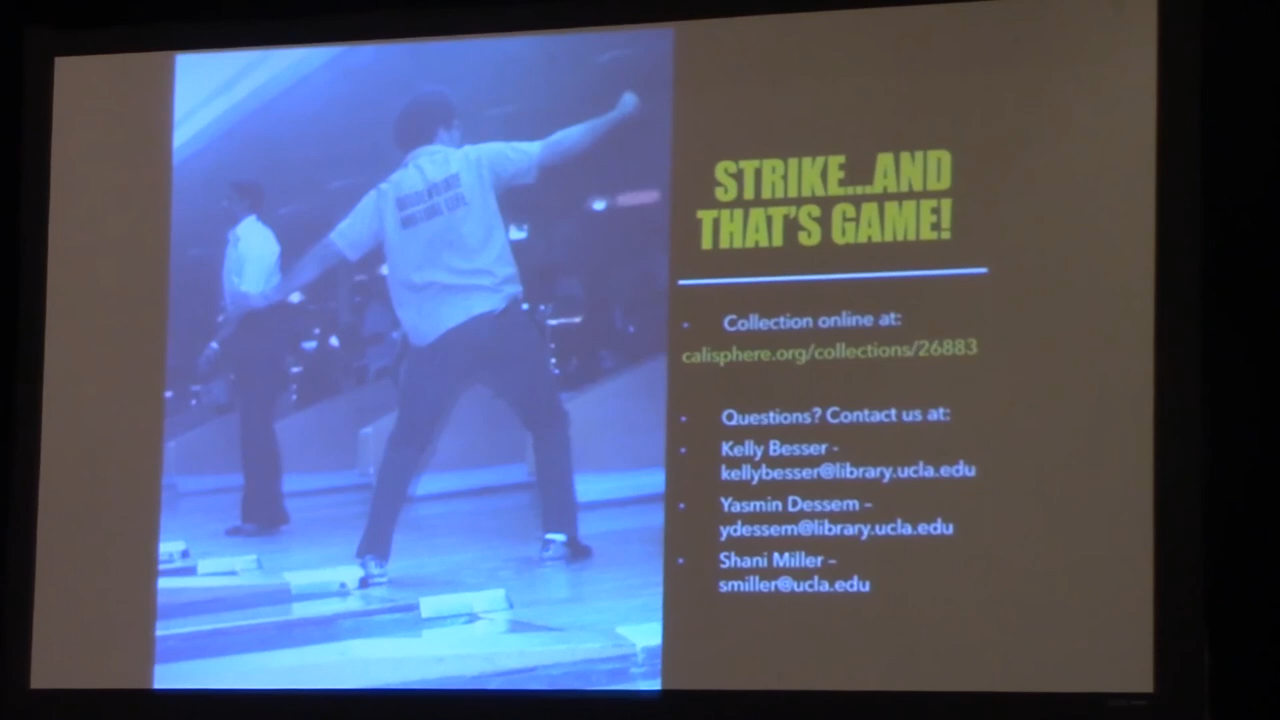 STRIKE...AND
THAT'S GAME!
• Collection online at:
calisphere.org/collections/26883
• Questions? Contact us at:
• Kelly Besser -
kellybesser@library.ucla.edu
• Yasmin Dessem –
ydessem@library.ucla.edu
• Shani Miller –
smiller@ucla.edu